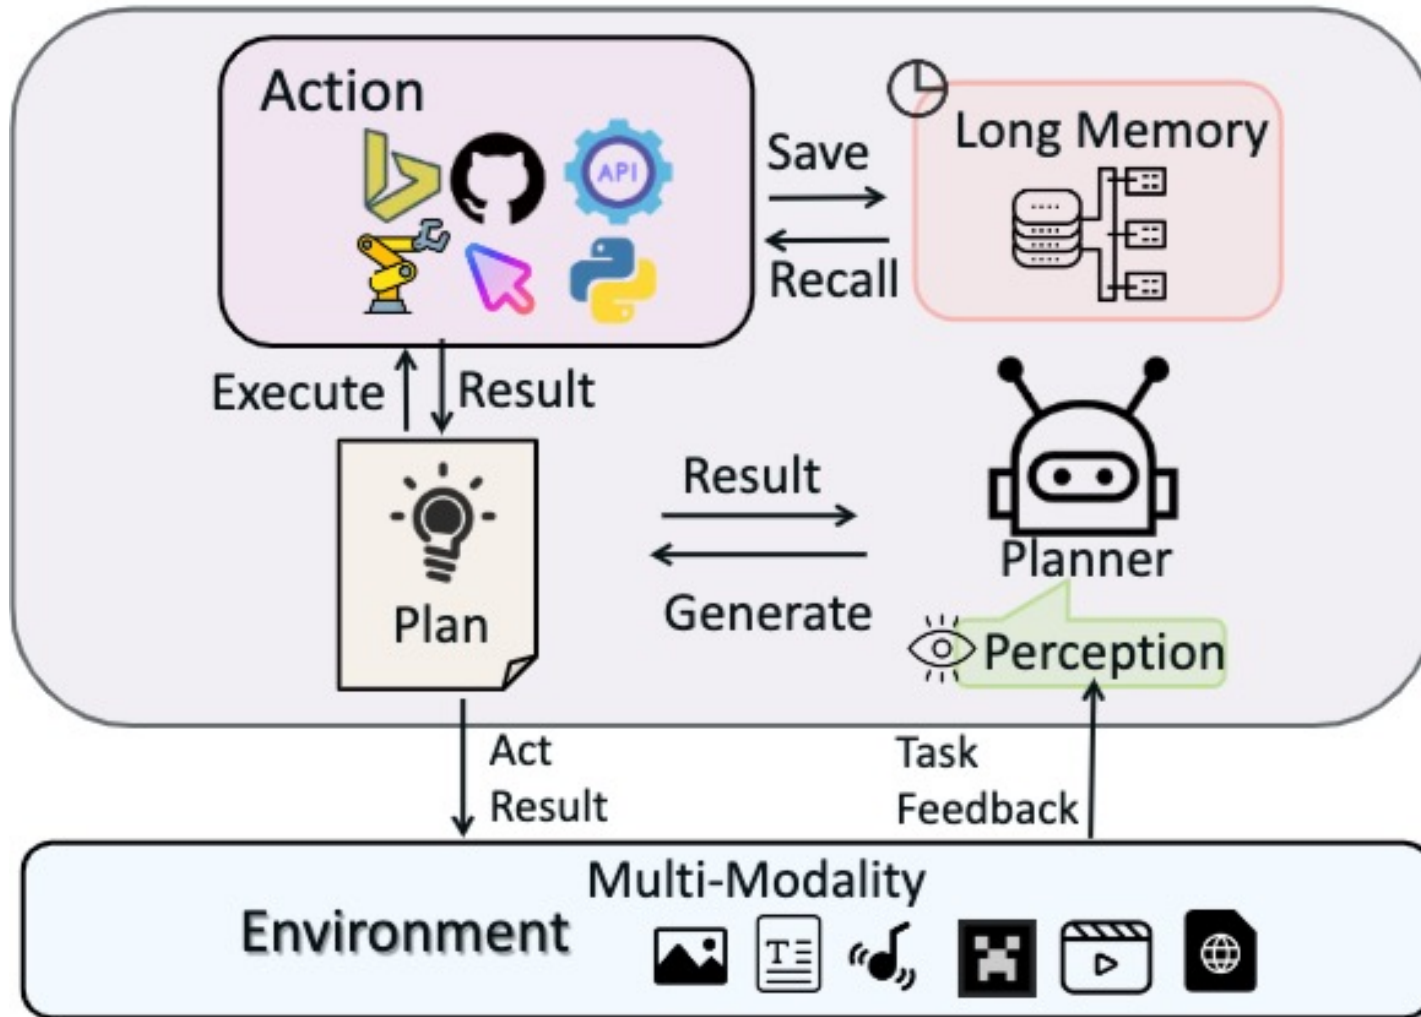 Action
API
Save
Recall
Long Memory
Execute
Result
Result
Generate
Plan
Planner
Perception
Act
Result
Task
Feedback
Multi-Modality
Environment
T